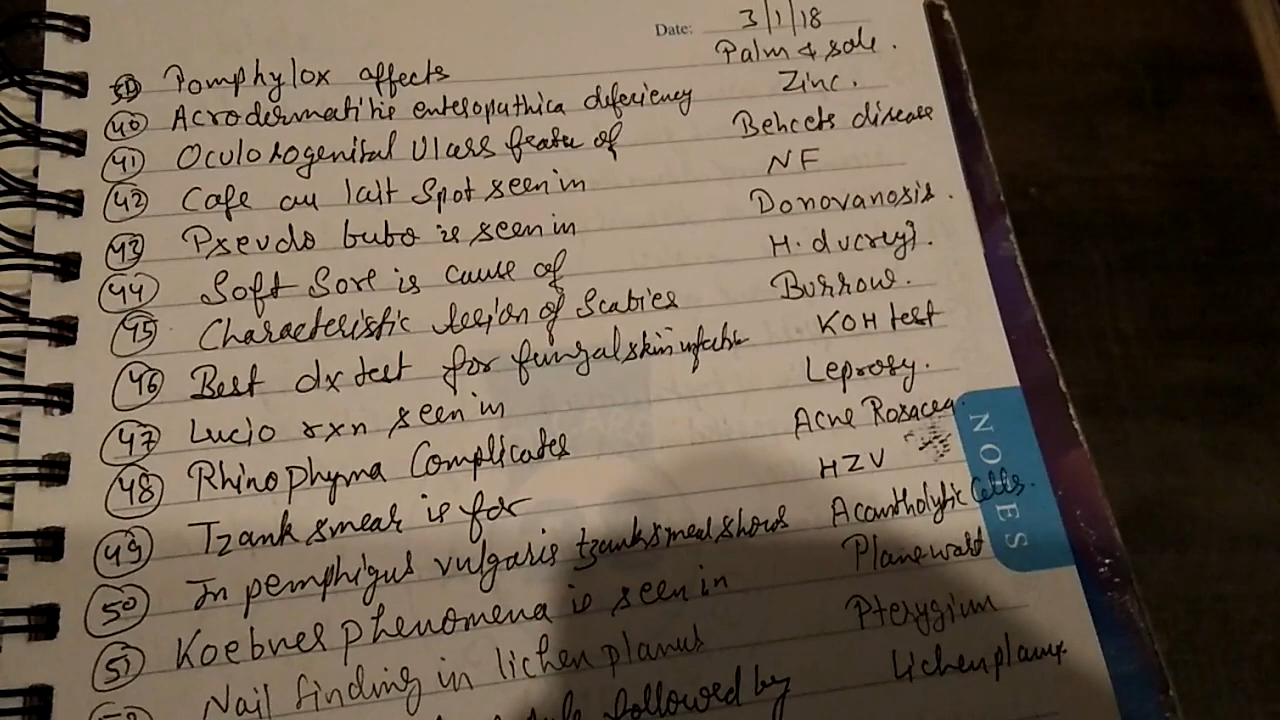 Date: 3/1/18
Pomphylox affects Palm & sole.
40 Acrodermatitis enteropathica deficiency Zinc.
41 Oculorogenital Ulcers featu of Behcets disease
42 Cafe au lait Spot seen in NF
43 Pseudo bubo is seen in Donovanosis.
44 Soft Sore is cause of H. ducreyi.
45 Characteristic lesion of Scabies Burrow.
46 Best dx test for fungal skin KOH test
47 Lucio rxn seen in Leprosy.
48 Rhinophyma Complicates Acne Rosacea.
49 Tzank smear is for HZV
50 In pemphigus vulgaris tzank smear shows Acantholytic Cells.
51 Koebner phenomena is seen in Plane wart
Nail finding in lichen planus Pterygium
followed by Lichen planus
NOTES